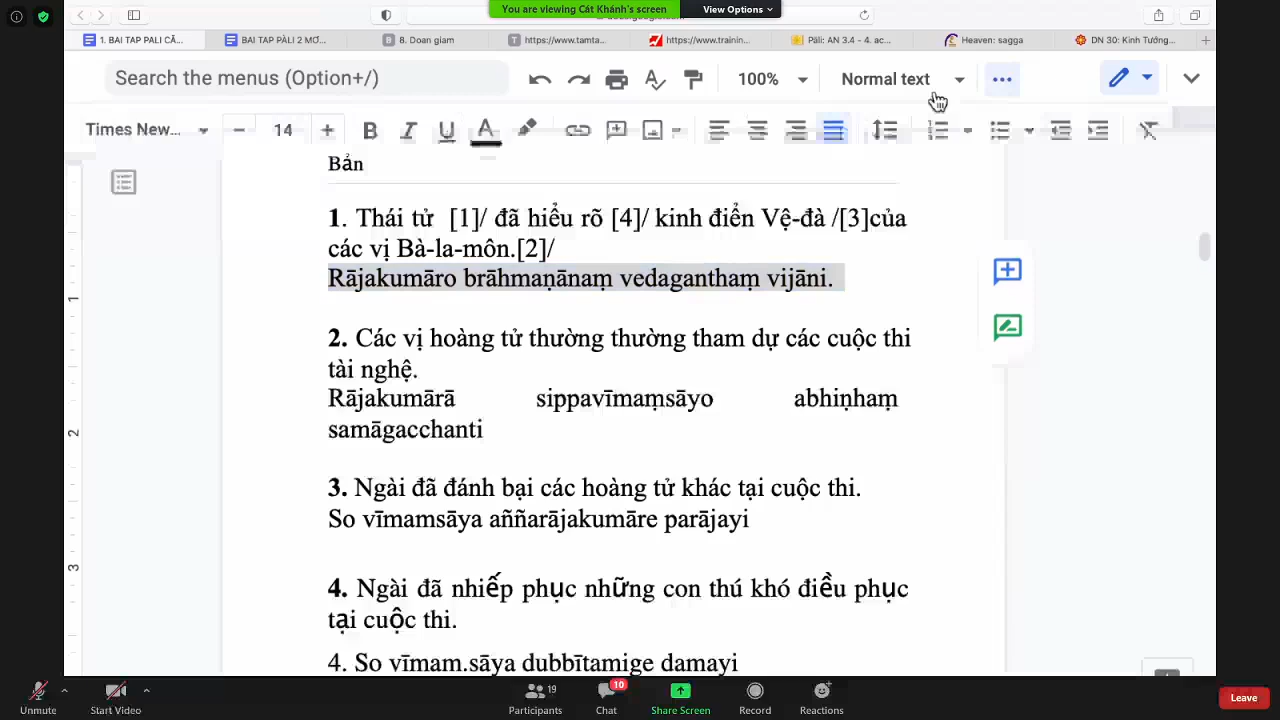 You are viewing Cát Khánh's screen View Options
1. BAI TAP PALI CĂ...
BAI TAP PÀLI 2 MƠ...
8. Doan giam
https://www.tamta...
https://www.trainin...
Pāli: AN 3.4 - 4. ac...
Heaven: sagga
DN 30: Kinh Tướng...
Search the menus (Option+/) 100% Normal text
Times New... 14
Bản
1. Thái tử [1]/ đã hiểu rõ [4]/ kinh điển Vệ-đà /[3]của
các vị Bà-la-môn.[2]/
Rājakumāro brāhmaṇānaṃ vedaganthaṃ vijāni.
2. Các vị hoàng tử thường thường tham dự các cuộc thi
tài nghệ.
Rājakumārā sippavīmaṃsāyo abhiṇhaṃ
samāgacchanti
3. Ngài đã đánh bại các hoàng tử khác tại cuộc thi.
So vīmamsāya aññarājakumāre parājayi
4. Ngài đã nhiếp phục những con thú khó điều phục
tại cuộc thi.
4. So vīmam.sāya dubbītamige damayi
1
2
3
Unmute
Start Video
19
Participants
10
Chat
Share Screen
Record
Reactions
Leave